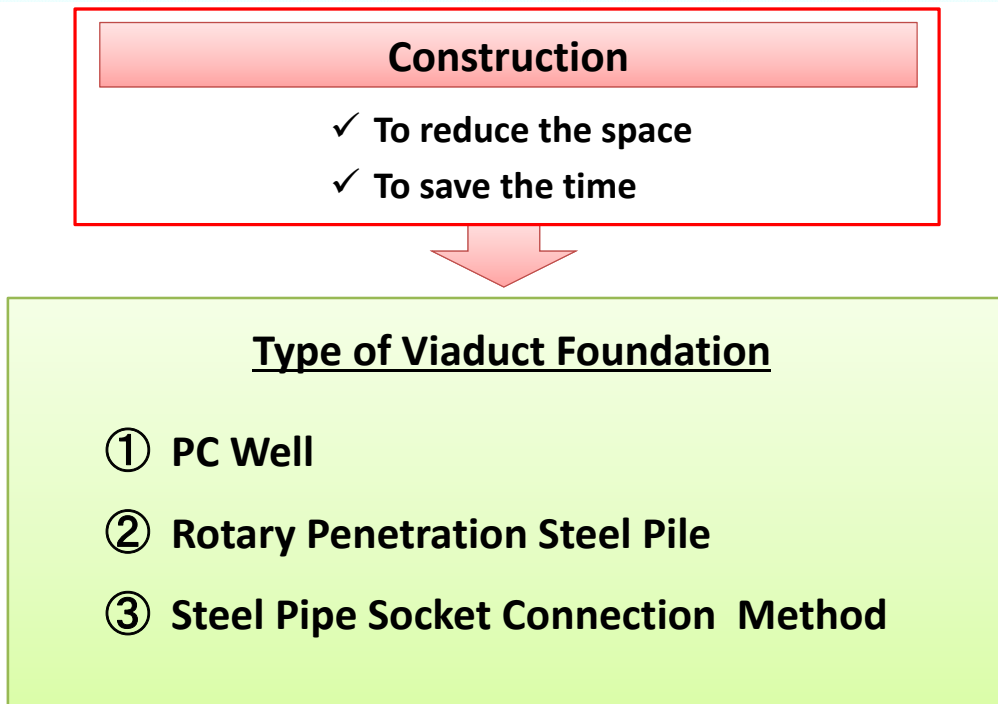 Construction
✓ To reduce the space
✓ To save the time
Type of Viaduct Foundation
① PC Well
② Rotary Penetration Steel Pile
③ Steel Pipe Socket Connection Method